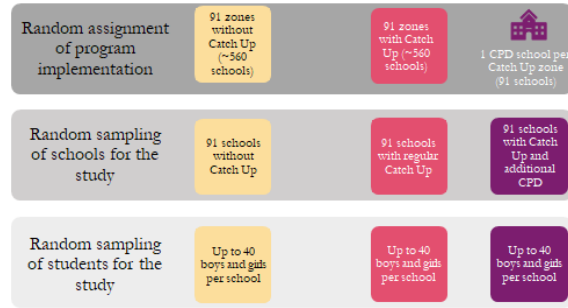 Random assignment
of program
implementation
91 zones
without
Catch Up
(~560
schools)
91 zones
with Catch
Up (~560
schools)
1 CPD school per
Catch Up zone
(91 schools)
Random sampling
of schools for the
study
91 schools
without
Catch Up
91 schools
with regular
Catch Up
91 schools
with Catch
Up and
additional
CPD
Random sampling
of students for the
study
Up to 40
boys and girls
per school
Up to 40
boys and girls
per school
Up to 40
boys and girls
per school